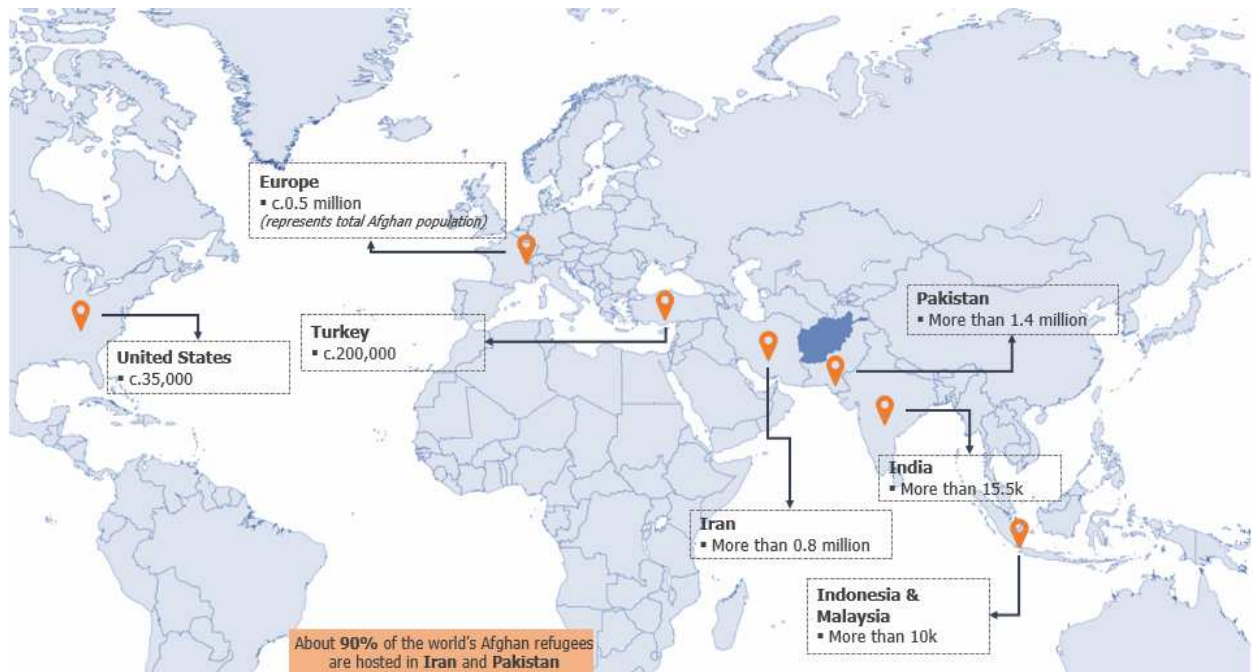 Europe
▪ c.0.5 million
(represents total Afghan population)
Pakistan
▪ More than 1.4 million
Turkey
▪ c.200,000
United States
▪ c.35,000
India
▪ More than 15.5k
Iran
▪ More than 0.8 million
Indonesia &
Malaysia
▪ More than 10k
About 90% of the world's Afghan refugees
are hosted in Iran and Pakistan